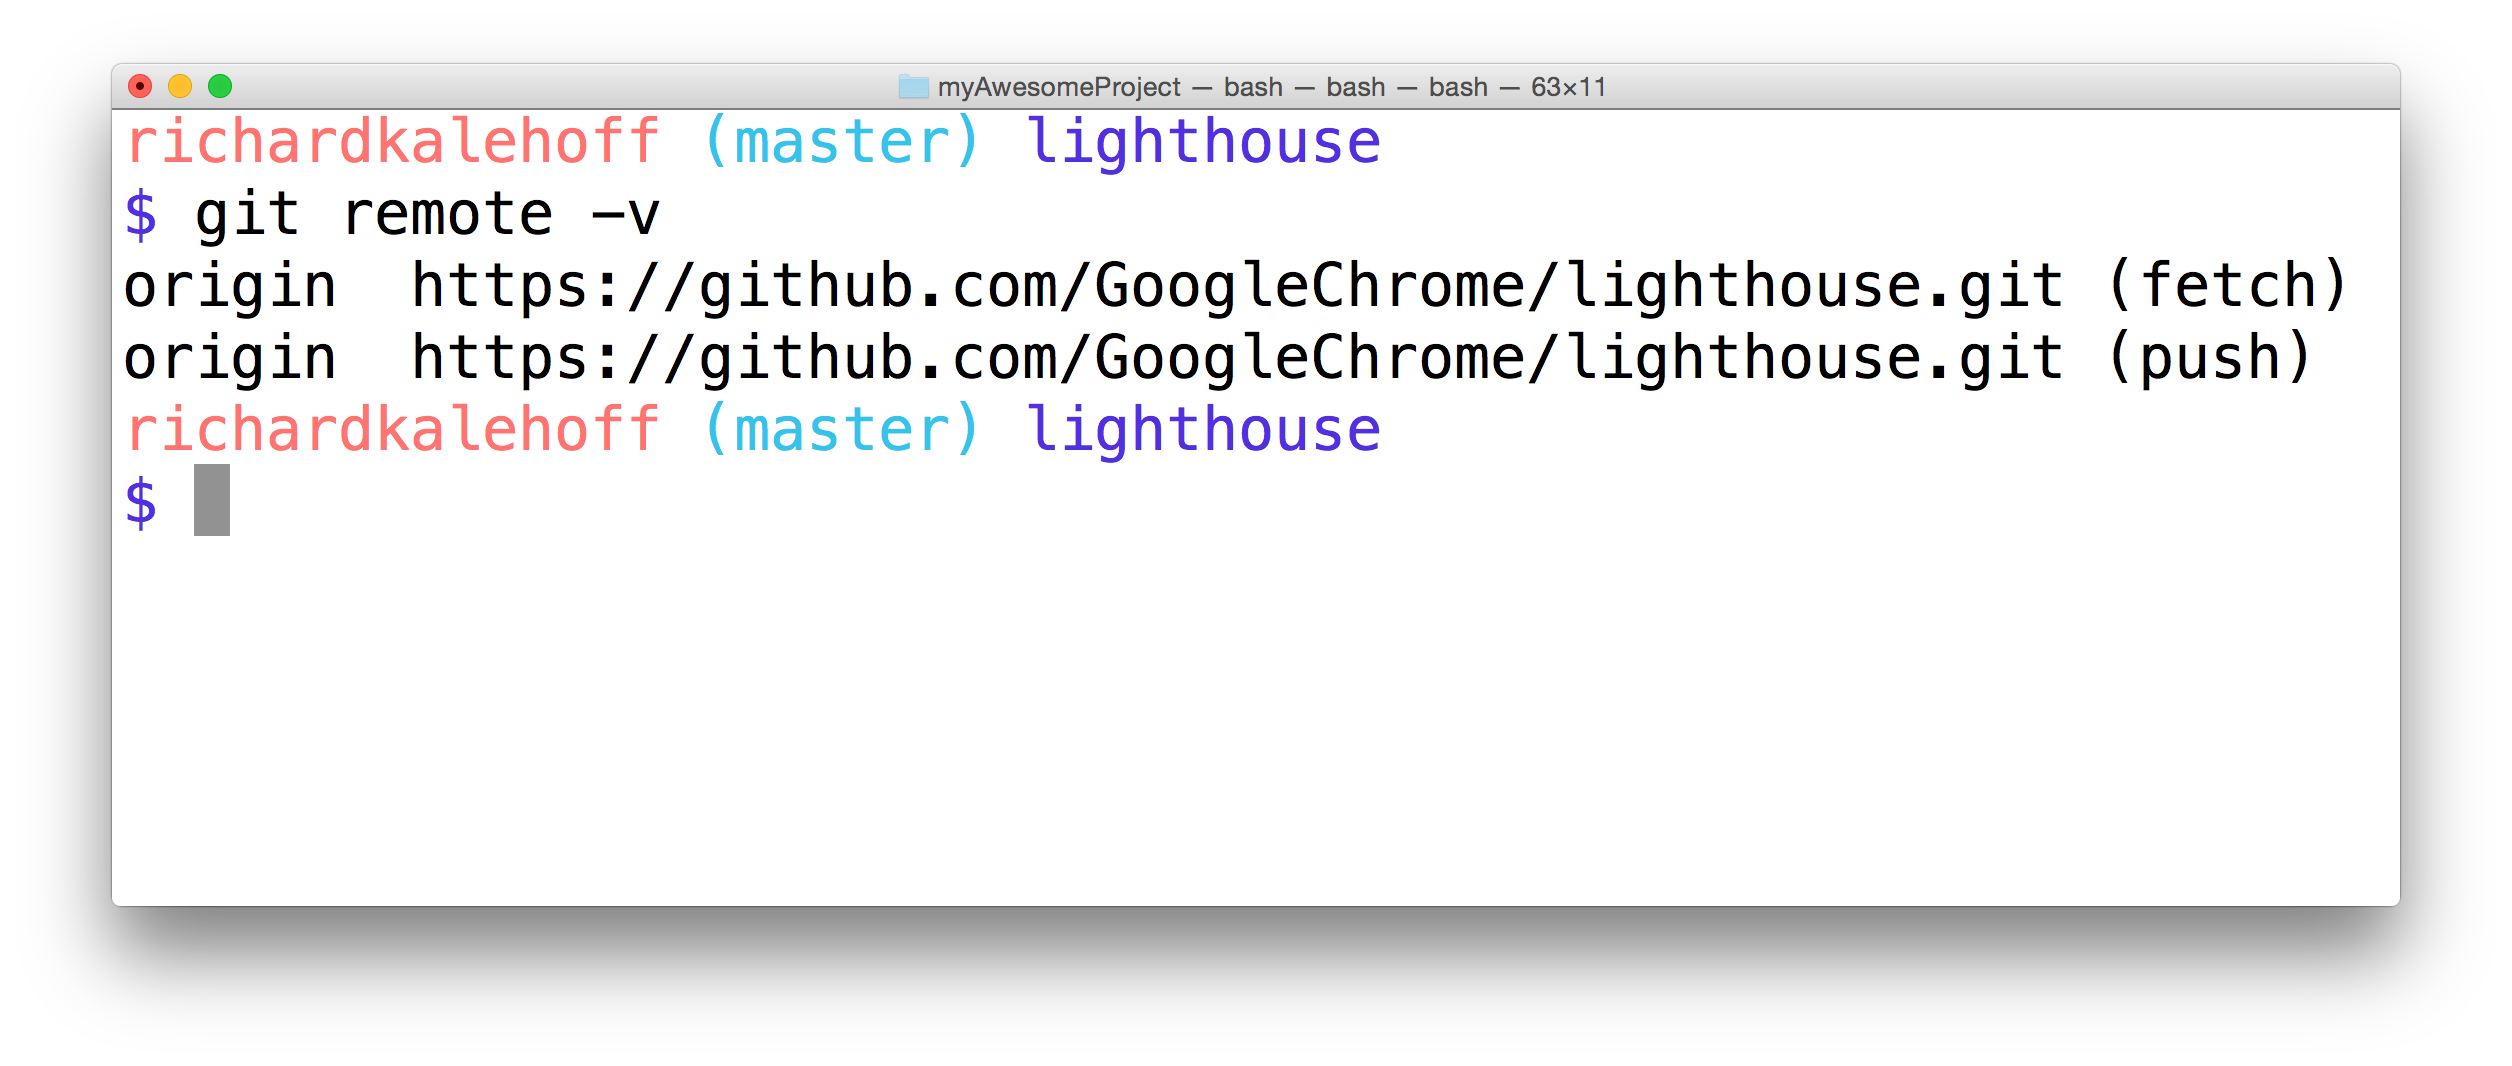 myAwesomeProject — bash — bash — bash — 63×11
richardkalehoff (master) lighthouse
$ git remote -v
origin  https://github.com/GoogleChrome/lighthouse.git (fetch)
origin  https://github.com/GoogleChrome/lighthouse.git (push)
richardkalehoff (master) lighthouse
$